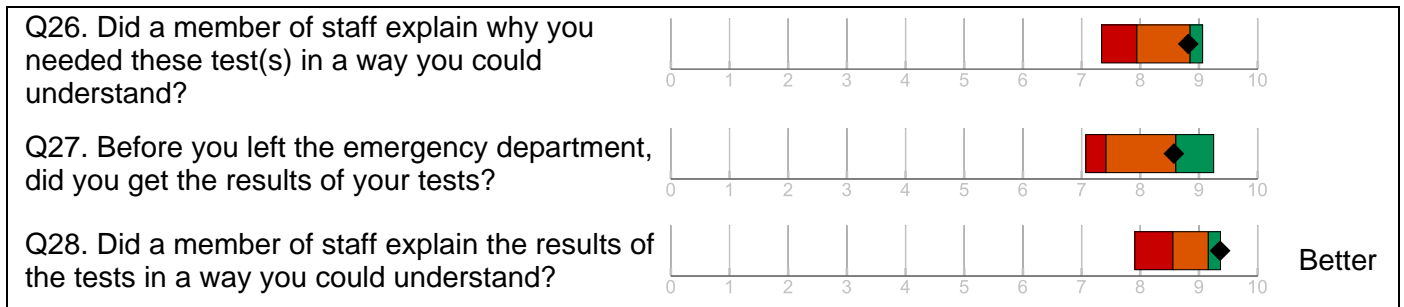 Q26. Did a member of staff explain why you
needed these test(s) in a way you could
understand?
0 1 2 3 4 5 6 7 8 9 10
Q27. Before you left the emergency department,
did you get the results of your tests?
0 1 2 3 4 5 6 7 8 9 10
Q28. Did a member of staff explain the results of
the tests in a way you could understand?
0 1 2 3 4 5 6 7 8 9 10
Better